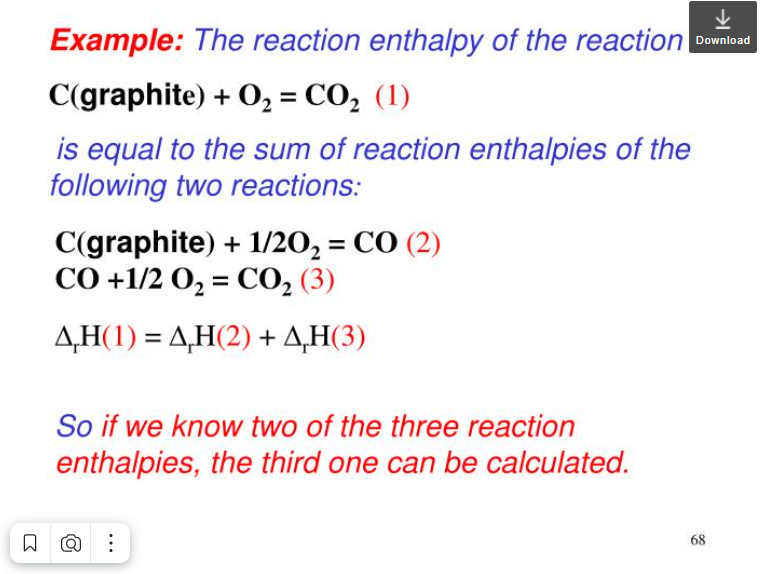 Example: The reaction enthalpy of the reaction
Download
C(graphite) + O₂ = CO₂ (1)
is equal to the sum of reaction enthalpies of the
following two reactions:
C(graphite) + 1/2O₂ = CO (2)
CO +1/2 O₂ = CO₂ (3)
ΔᵣH(1) = ΔᵣH(2) + ΔᵣH(3)
So if we know two of the three reaction
enthalpies, the third one can be calculated.
68